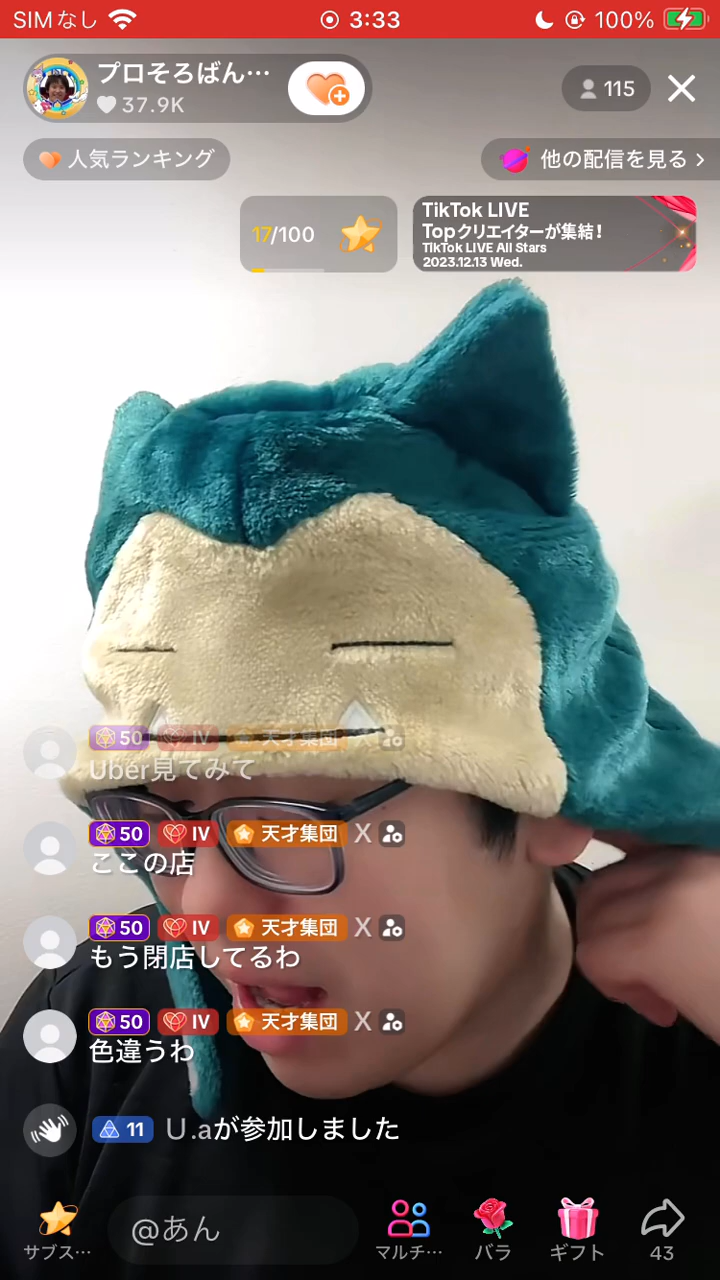 SIMなし 3:33 100%
プロそろばん…
37.9K
115
人気ランキング
他の配信を見る
17/100
TikTok LIVE
Topクリエイターが集結！
TikTok LIVE All Stars
2023.12.13 Wed.
50 IV 天才集団
Uber見てみて
50 IV 天才集団 X
ここの店
50 IV 天才集団 X
もう閉店してるわ
50 IV 天才集団 X
色違うわ
11 U.aが参加しました
@あん
サブス… マルチ… バラ ギフト 43